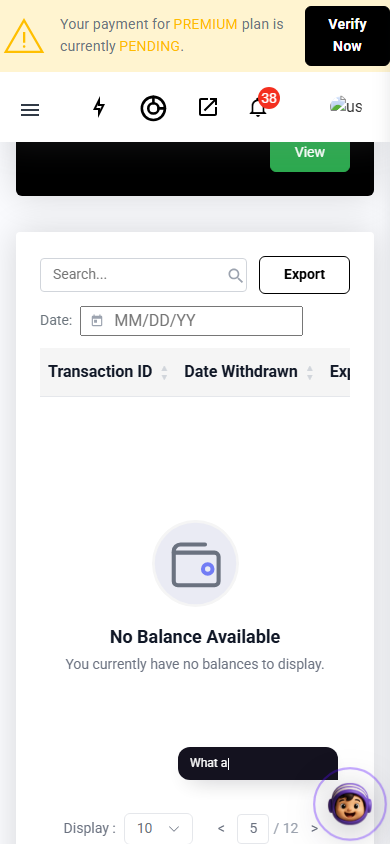 Your payment for PREMIUM plan is
currently PENDING.
Verify
Now
38
us
View
Search...
Export
Date:
MM/DD/YY
Transaction ID
Date Withdrawn
No Balance Available
You currently have no balances to display.
What a
Display :
10
<
5
/ 12
>